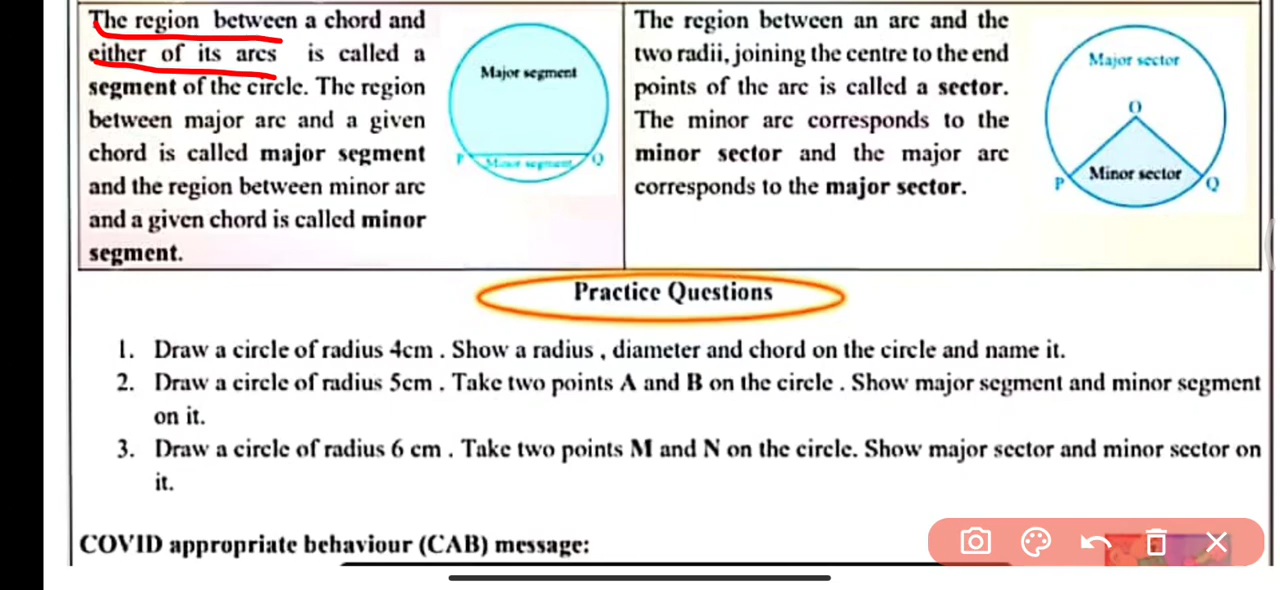 The region between a chord and
either of its arcs is called a
segment of the circle. The region
between major arc and a given
chord is called major segment
and the region between minor arc
and a given chord is called minor
segment.
Major segment
P Minor segment Q
The region between an arc and the
two radii, joining the centre to the end
points of the arc is called a sector.
The minor arc corresponds to the
minor sector and the major arc
corresponds to the major sector.
Major sector
O
Minor sector
P Q
Practice Questions
1. Draw a circle of radius 4cm . Show a radius , diameter and chord on the circle and name it.
2. Draw a circle of radius 5cm . Take two points A and B on the circle . Show major segment and minor segment
on it.
3. Draw a circle of radius 6 cm . Take two points M and N on the circle. Show major sector and minor sector on
it.
COVID appropriate behaviour (CAB) message: